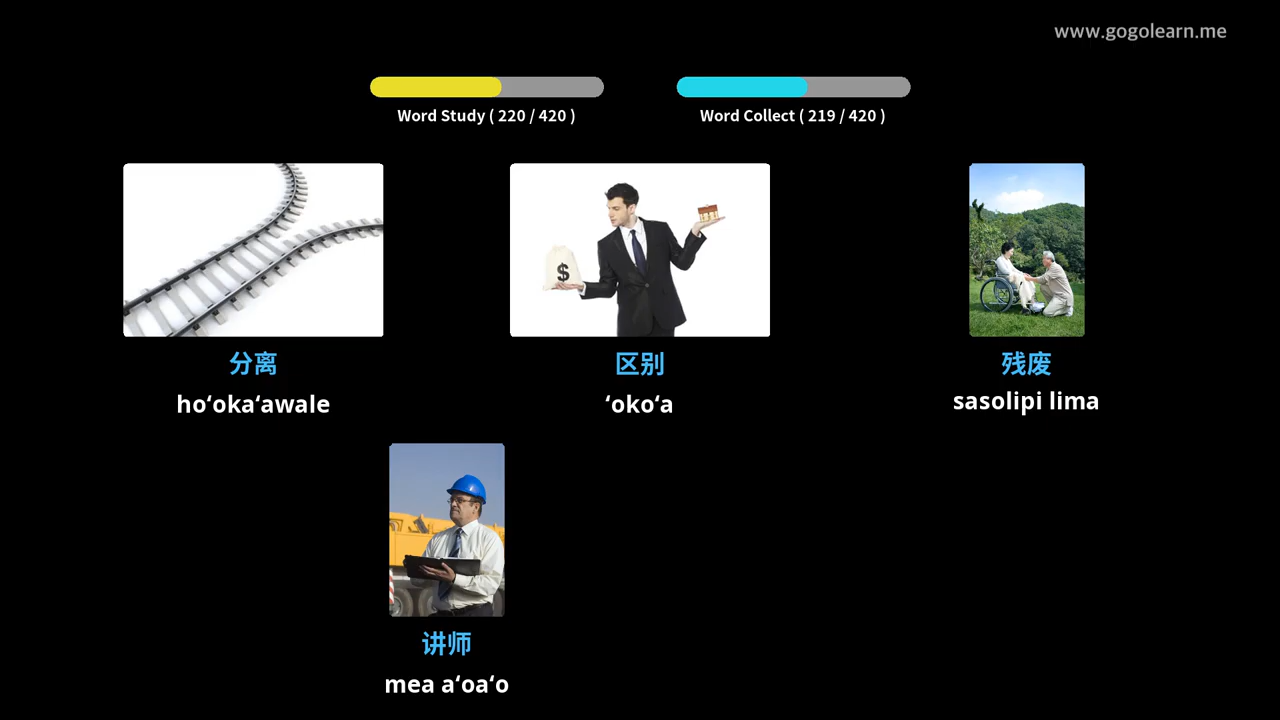 www.gogolearn.me
Word Study ( 220 / 420 )
Word Collect ( 219 / 420 )
$
分离
hoʻokaʻawale
区别
ʻokoʻa
残废
sasolipi lima
讲师
mea aʻoaʻo